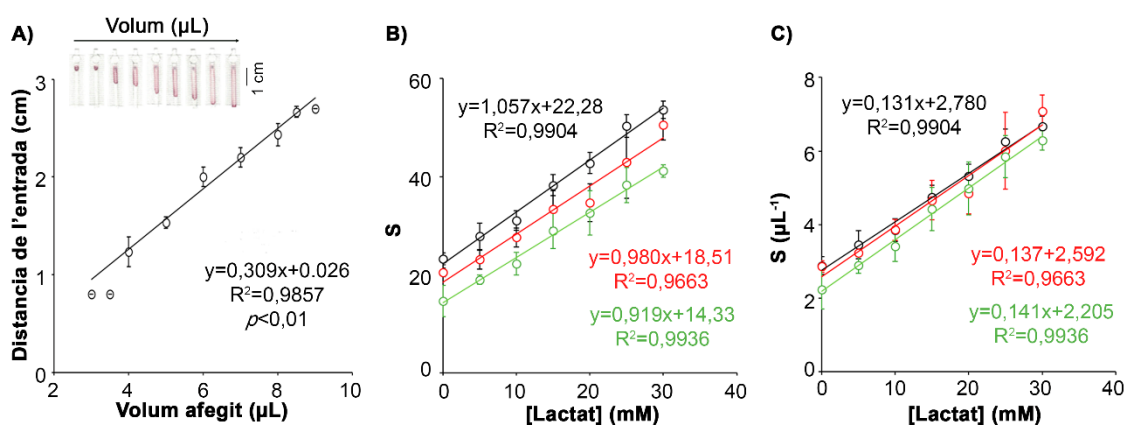 A)
Volum (µL)
1 cm
Distancia de l'entrada (cm)
3
2
1
0
y=0,309x+0.026
R²=0,9857
p<0,01
2
4
6
8
10
Volum afegit (µL)
B)
S
60
40
20
0
y=1,057x+22,28
R²=0,9904
y=0,980x+18,51
R²=0,9663
y=0,919x+14,33
R²=0,9936
0
10
20
30
40
[Lactat] (mM)
C)
S (µL⁻¹)
8
6
4
2
0
y=0,131x+2,780
R²=0,9904
y=0,137+2,592
R²=0,9663
y=0,141x+2,205
R²=0,9936
0
10
20
30
40
[Lactat] (mM)